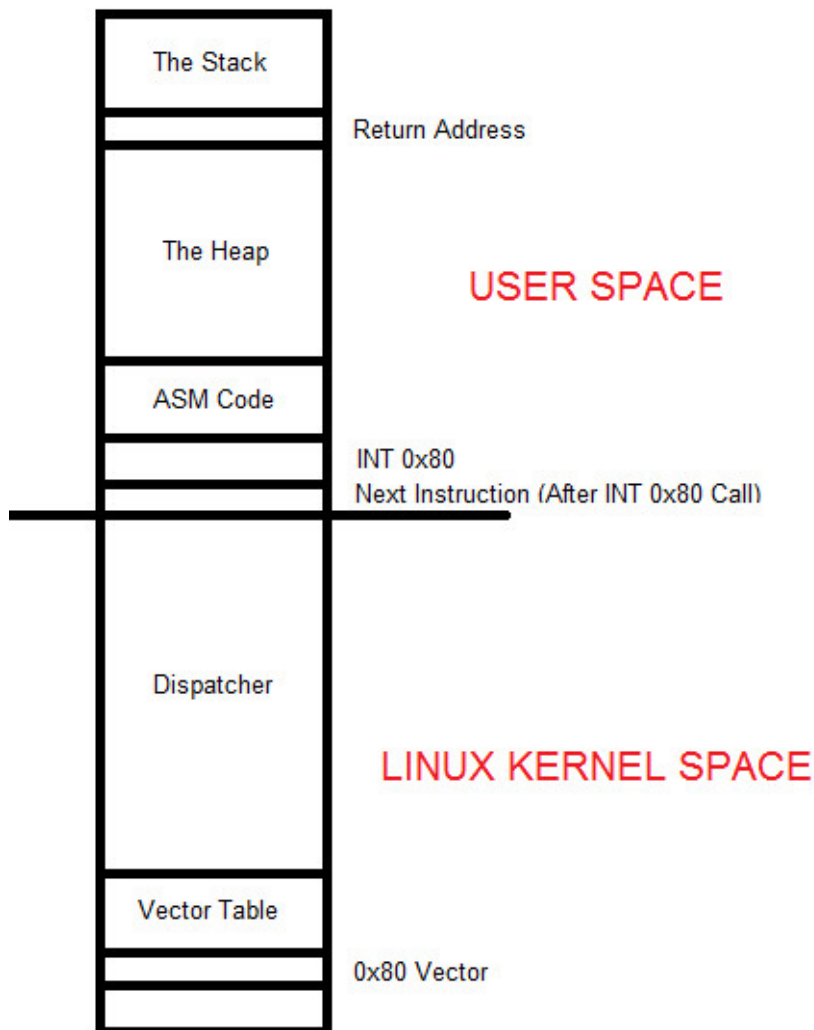 The Stack
Return Address
The Heap
USER SPACE
ASM Code
INT 0x80
Next Instruction (After INT 0x80 Call)
Dispatcher
LINUX KERNEL SPACE
Vector Table
0x80 Vector